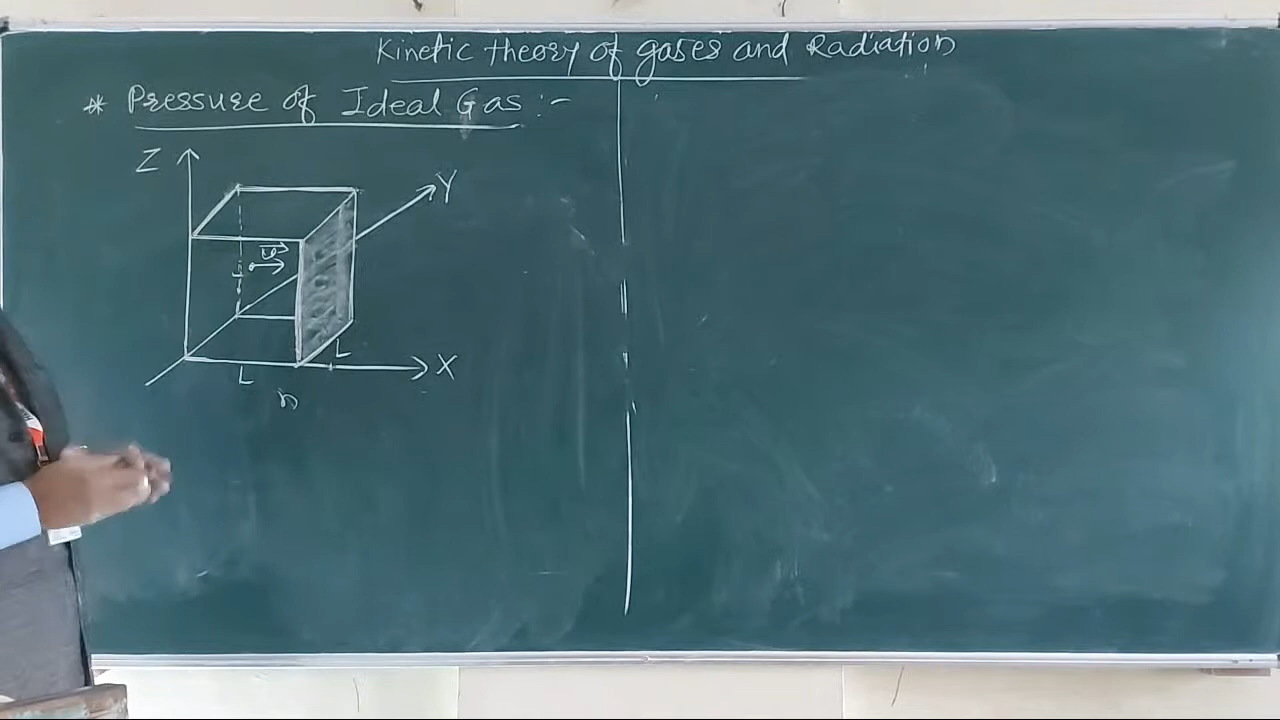 Kinetic theory of gases and Radiation
* Pressure of Ideal Gas :-
Z
Y
L
X
L
n